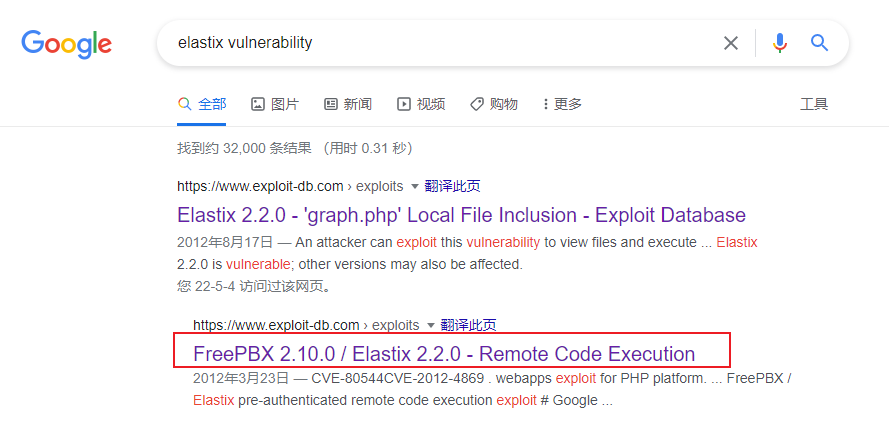 Google
elastix vulnerability
全部 图片 新闻 视频 购物 更多 工具
找到约 32,000 条结果 (用时 0.31 秒)
https://www.exploit-db.com › exploits 翻译此页
Elastix 2.2.0 - 'graph.php' Local File Inclusion - Exploit Database
2012年8月17日 — An attacker can exploit this vulnerability to view files and execute ... Elastix
2.2.0 is vulnerable; other versions may also be affected.
您 22-5-4 访问过该网页。
https://www.exploit-db.com › exploits 翻译此页
FreePBX 2.10.0 / Elastix 2.2.0 - Remote Code Execution
2012年3月23日 — CVE-80544CVE-2012-4869 . webapps exploit for PHP platform. ... FreePBX /
Elastix pre-authenticated remote code execution exploit # Google ...